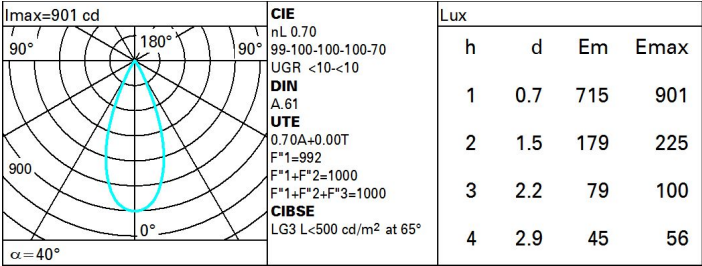 Imax=901 cd
90° 180° 90°
900
0°
α=40°
CIE
nL 0.70
99-100-100-100-70
UGR <10-<10
DIN
A.61
UTE
0.70A+0.00T
F"1=992
F"1+F"2=1000
F"1+F"2+F"3=1000
CIBSE
LG3 L<500 cd/m² at 65°
Lux
h d Em Emax
1 0.7 715 901
2 1.5 179 225
3 2.2 79 100
4 2.9 45 56